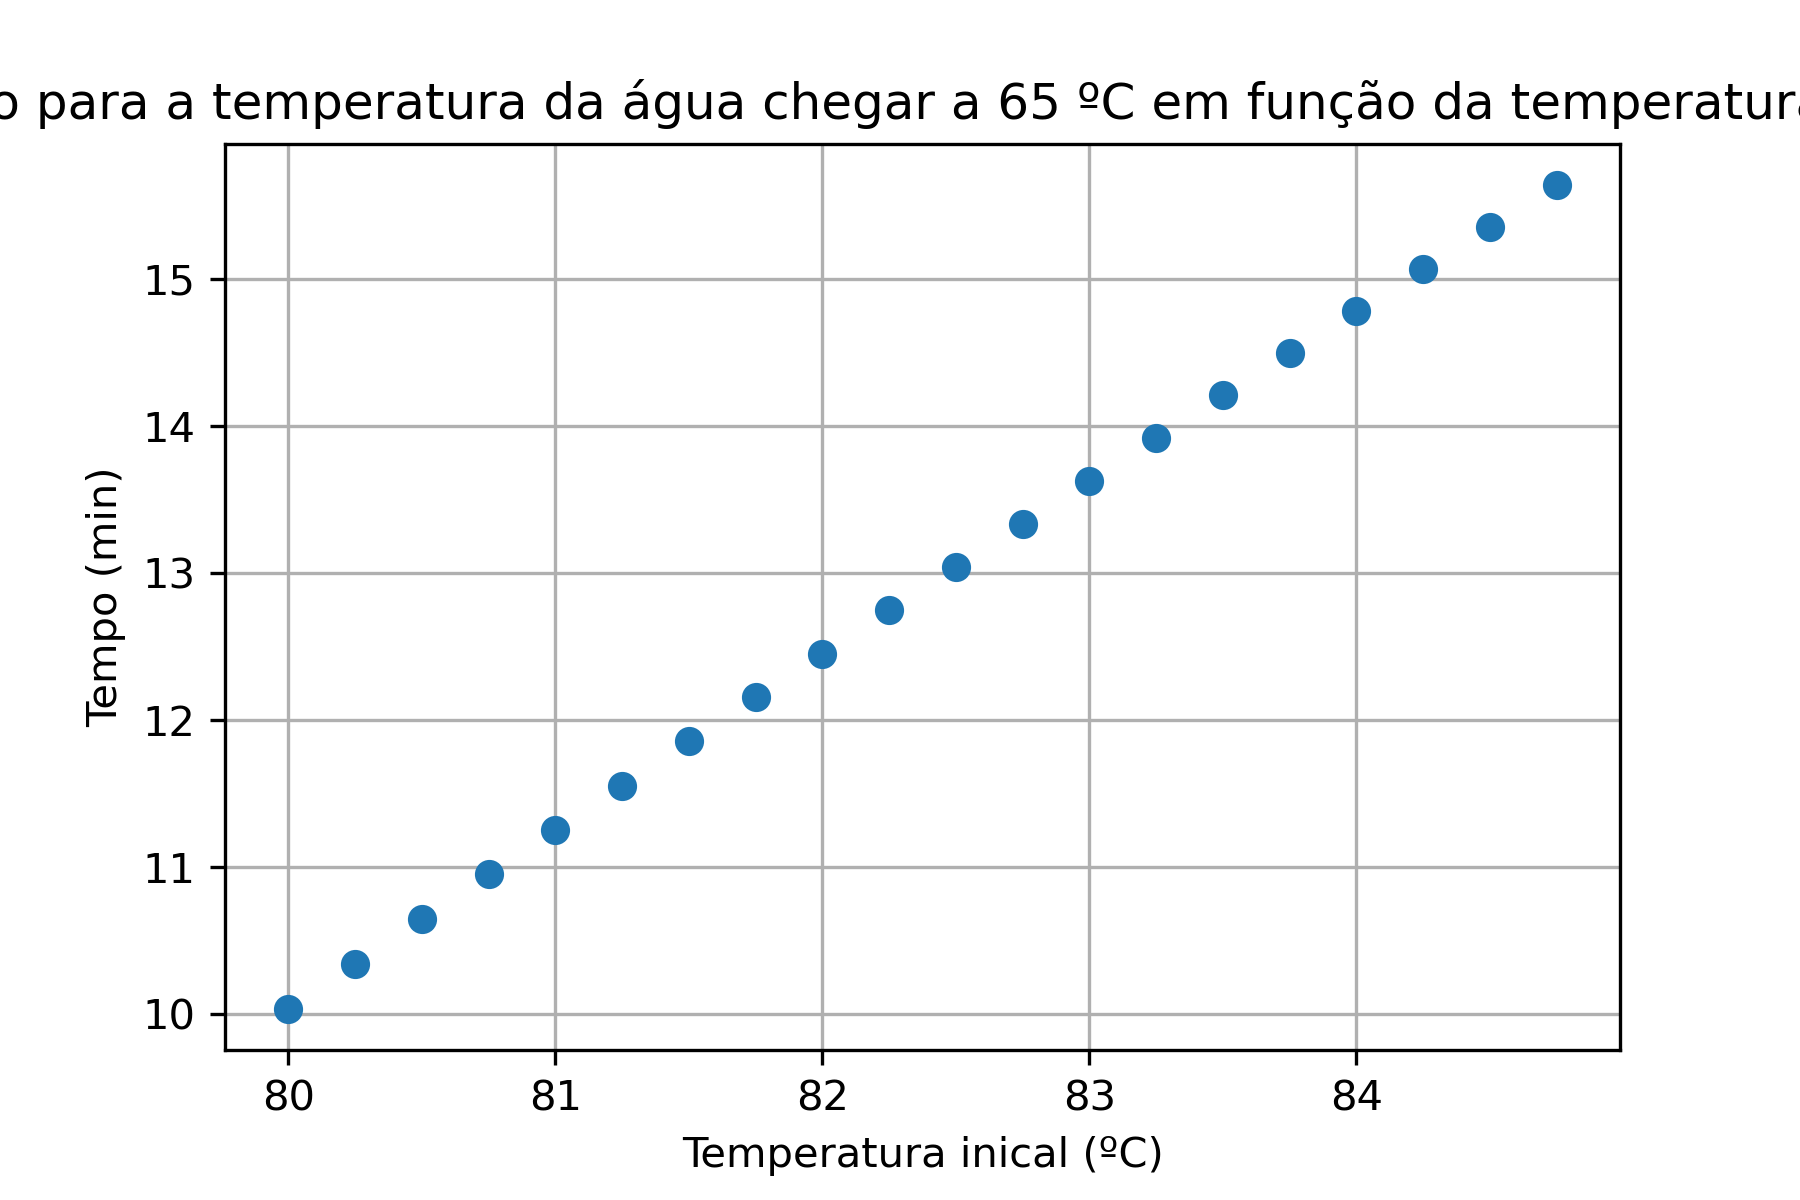 o para a temperatura da água chegar a 65 ºC em função da temperatura
15
14
13
12
11
10
Tempo (min)
80 81 82 83 84
Temperatura inical (ºC)